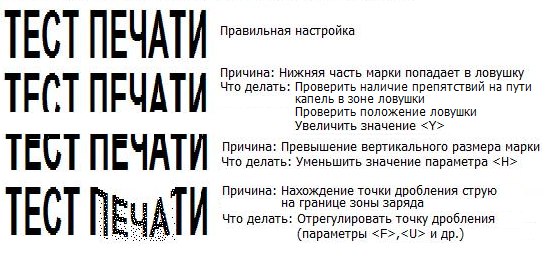 ТЕСТ ПЕЧАТИ
Правильная настройка
ТЕСТ ПЕЧАТИ
Причина: Нижняя часть марки попадает в ловушку
Что делать: Проверить наличие препятствий на пути
капель в зоне ловушки
Проверить положение ловушки
Увеличить значение <Y>
ТЕСТ ПЕЧАТИ
Причина: Превышение вертикального размера марки
Что делать: Уменьшить значение параметра <H>
ТЕСТ ПЕЧАТИ
Причина: Нахождение точки дробления струю
на границе зоны заряда
Что делать: Отрегулировать точку дробления
(параметры <F>,<U> и др.)